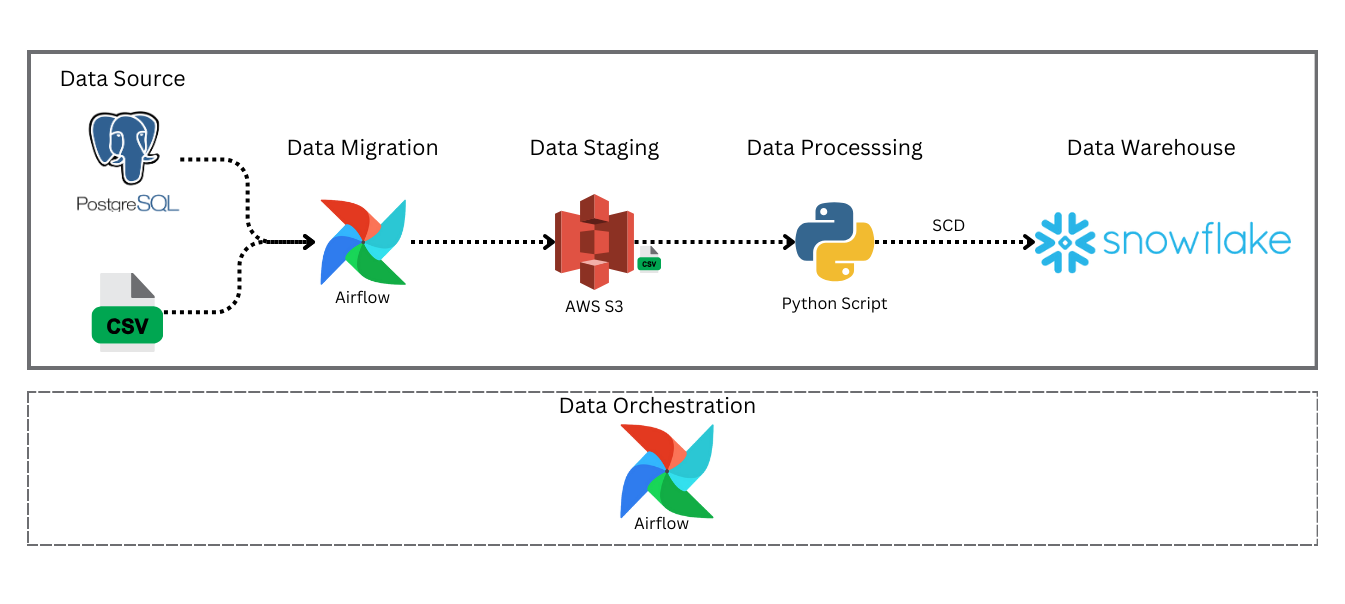 Data Source
PostgreSQL
CSV
Data Migration
Airflow
Data Staging
CSV
AWS S3
Data Processsing
Python Script
SCD
Data Warehouse
snowflake
Data Orchestration
Airflow